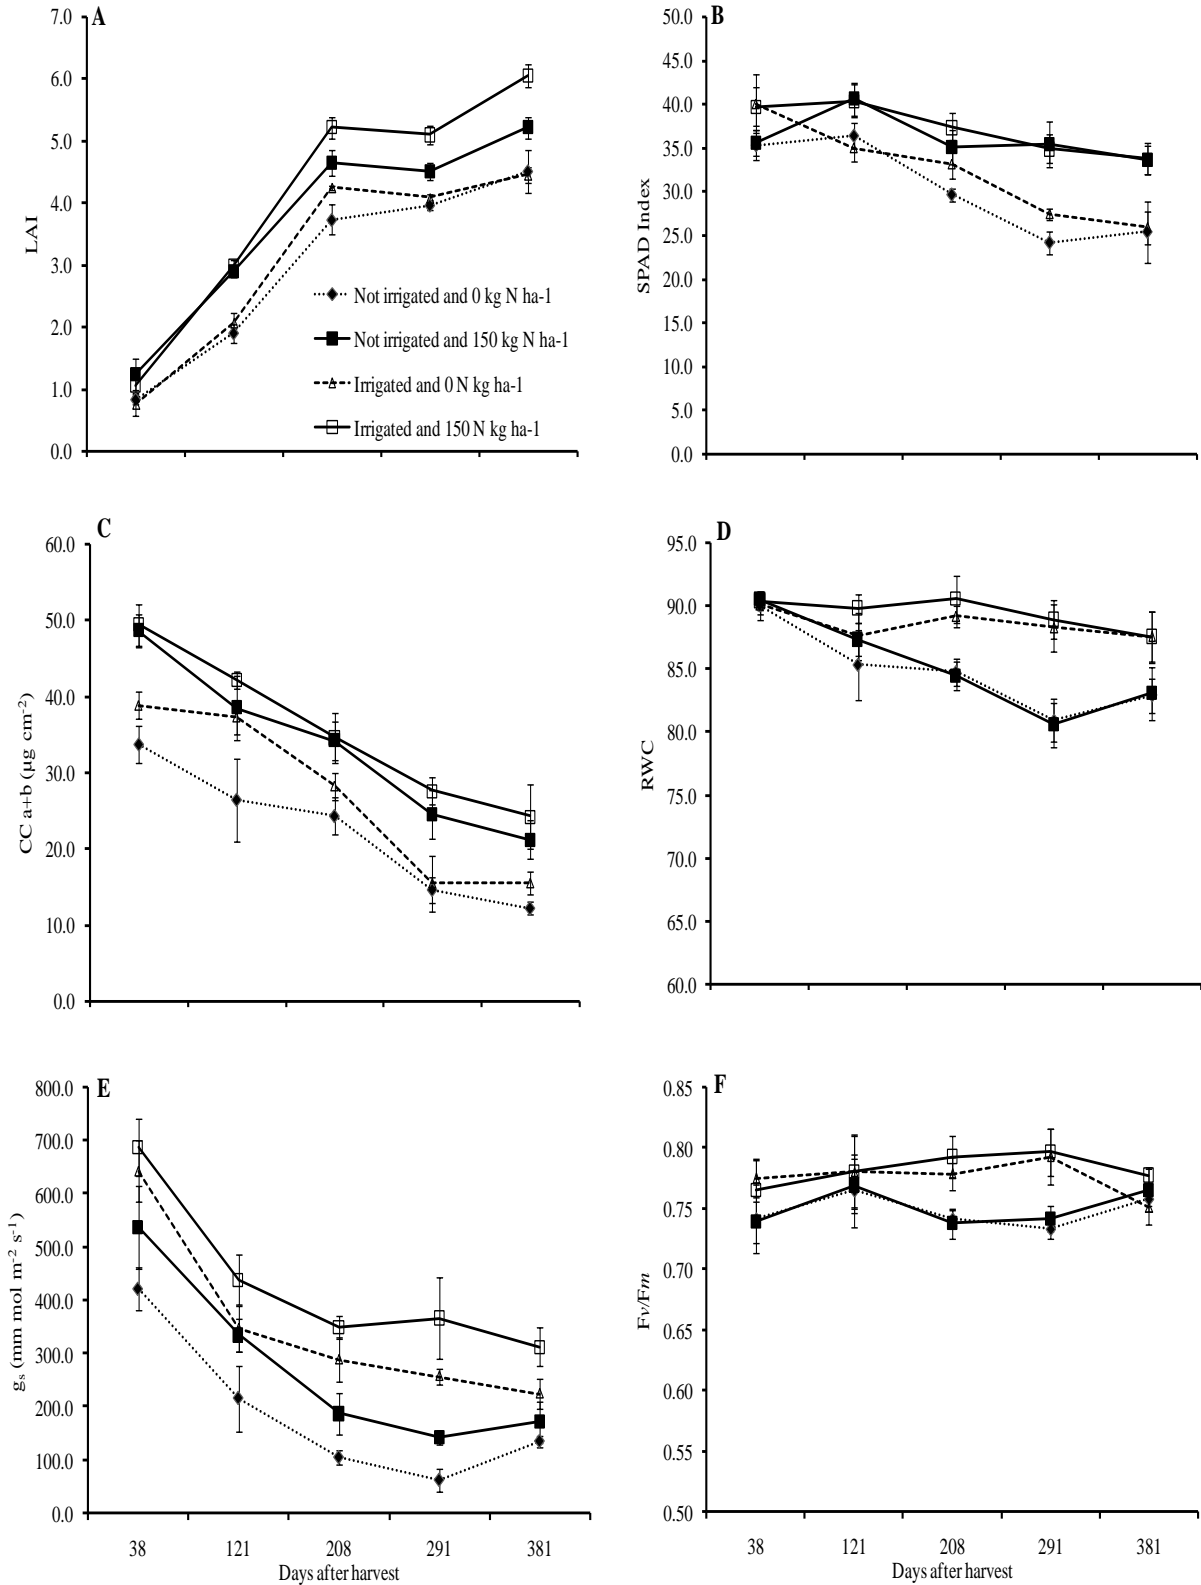 A
7.0
6.0
5.0
4.0
3.0
2.0
1.0
0.0
LAI
Not irrigated and 0 kg N ha-1
Not irrigated and 150 kg N ha-1
Irrigated and 0 N kg ha-1
Irrigated and 150 N kg ha-1
B
50.0
45.0
40.0
35.0
30.0
25.0
20.0
15.0
10.0
5.0
0.0
SPAD Index
C
60.0
50.0
40.0
30.0
20.0
10.0
0.0
CC a+b (µg cm⁻²)
D
95.0
90.0
85.0
80.0
75.0
70.0
65.0
60.0
RWC
E
800.0
700.0
600.0
500.0
400.0
300.0
200.0
100.0
0.0
gₛ (mm mol m⁻² s⁻¹)
38 121 208 291 381
Days after harvest
F
0.85
0.80
0.75
0.70
0.65
0.60
0.55
0.50
Fv/Fm
38 121 208 291 381
Days after harvest